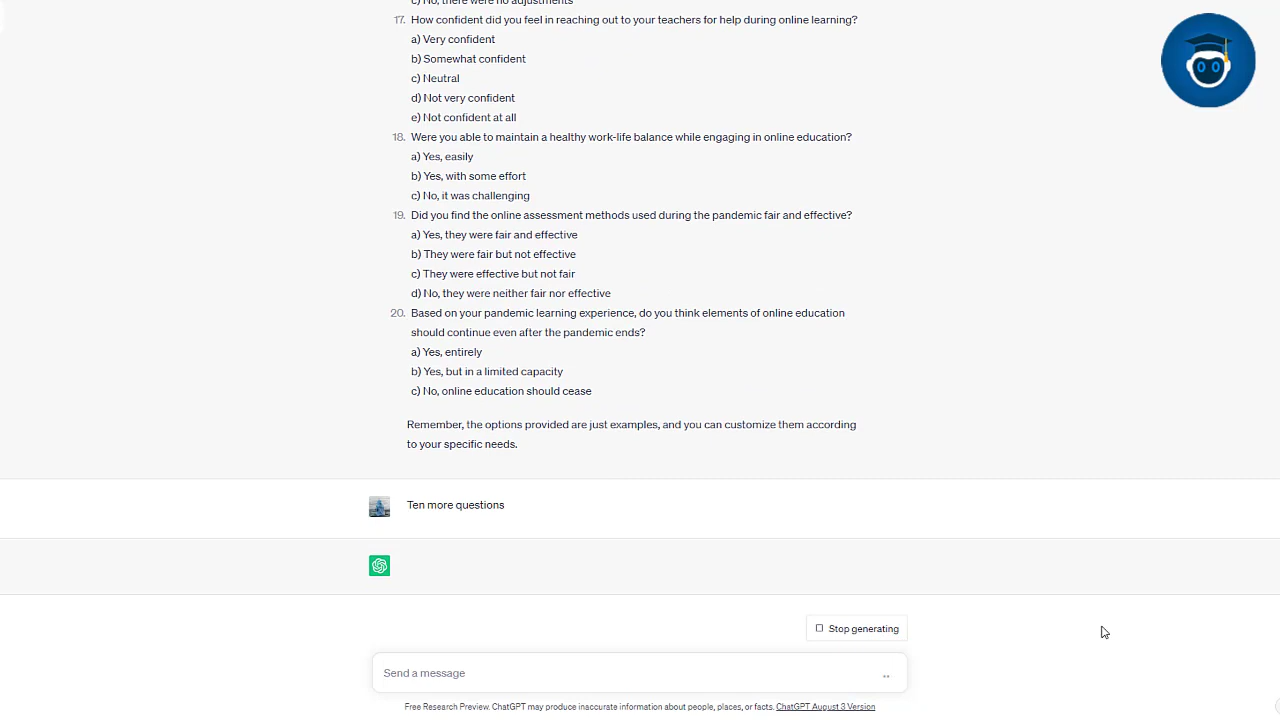 c) No, there were no adjustments
17. How confident did you feel in reaching out to your teachers for help during online learning?
a) Very confident
b) Somewhat confident
c) Neutral
d) Not very confident
e) Not confident at all
18. Were you able to maintain a healthy work-life balance while engaging in online education?
a) Yes, easily
b) Yes, with some effort
c) No, it was challenging
19. Did you find the online assessment methods used during the pandemic fair and effective?
a) Yes, they were fair and effective
b) They were fair but not effective
c) They were effective but not fair
d) No, they were neither fair nor effective
20. Based on your pandemic learning experience, do you think elements of online education
should continue even after the pandemic ends?
a) Yes, entirely
b) Yes, but in a limited capacity
c) No, online education should cease
Remember, the options provided are just examples, and you can customize them according
to your specific needs.
Ten more questions
Stop generating
Send a message
Free Research Preview. ChatGPT may produce inaccurate information about people, places, or facts. ChatGPT August 3 Version